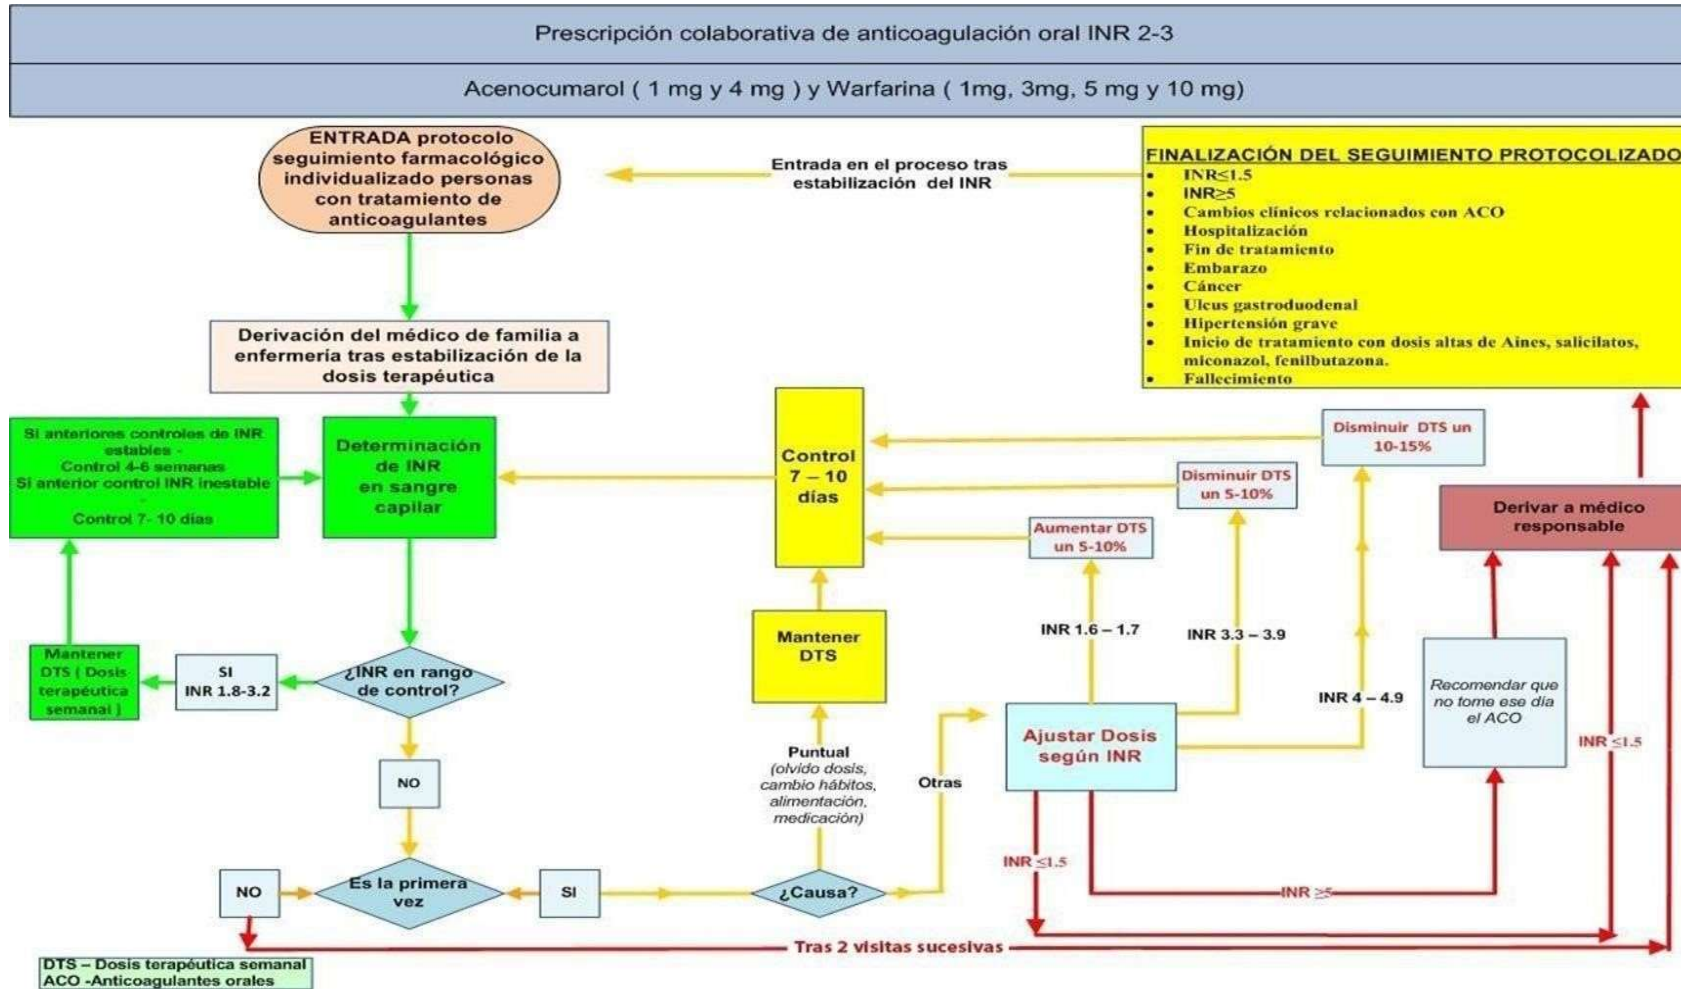 Prescripción colaborativa de anticoagulación oral INR 2-3
Acenocumarol ( 1 mg y 4 mg ) y Warfarina ( 1mg, 3mg, 5 mg y 10 mg)
ENTRADA protocolo
seguimiento farmacológico
individualizado personas
con tratamiento de
anticoagulantes
Entrada en el proceso tras
estabilización del INR
FINALIZACIÓN DEL SEGUIMIENTO PROTOCOLIZADO
• INR≤1.5
• INR≥5
• Cambios clínicos relacionados con ACO
• Hospitalización
• Fin de tratamiento
• Embarazo
• Cáncer
• Ulcus gastroduodenal
• Hipertensión grave
• Inicio de tratamiento con dosis altas de Aines, salicilatos,
miconazol, fenilbutazona.
• Fallecimiento
Derivación del médico de familia a
enfermería tras estabilización de la
dosis terapéutica
Si anteriores controles de INR
estables -
Control 4-6 semanas
Si anterior control INR inestable
-
Control 7- 10 días
Determinación
de INR
en sangre
capilar
Control
7 – 10
días
Disminuir DTS un
10-15%
Disminuir DTS
un 5-10%
Aumentar DTS
un 5-10%
Derivar a médico
responsable
Mantener
DTS ( Dosis
terapéutica
semanal )
SI
INR 1.8-3.2
¿INR en rango
de control?
Mantener
DTS
INR 1.6 – 1.7
INR 3.3 – 3.9
INR 4 – 4.9
Recomendar que
no tome ese día
el ACO
INR ≤1.5
NO
Puntual
(olvido dosis,
cambio hábitos,
alimentación,
medicación)
Otras
Ajustar Dosis
según INR
INR ≤1.5
INR ≥5
NO
Es la primera
vez
SI
¿Causa?
Tras 2 visitas sucesivas
DTS – Dosis terapéutica semanal
ACO -Anticoagulantes orales